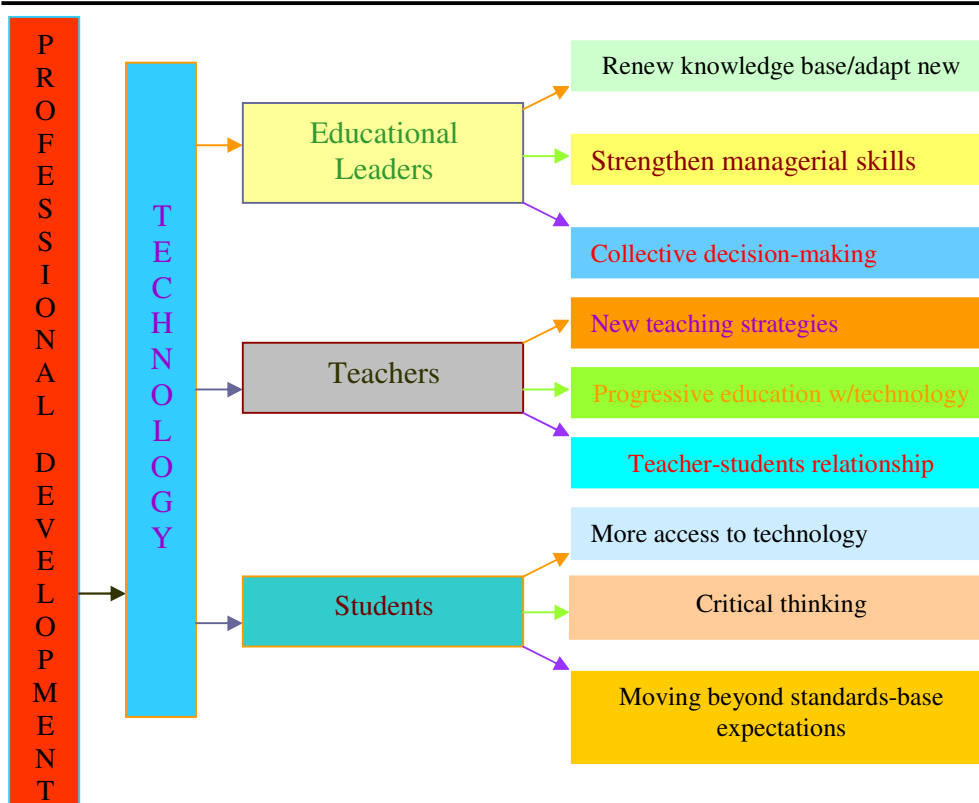 PROFESSIONAL DEVELOPMENT
TECHNOLOGY
Educational
Leaders
Renew knowledge base/adapt new
Strengthen managerial skills
Collective decision-making
Teachers
New teaching strategies
Progressive education w/technology
Teacher-students relationship
Students
More access to technology
Critical thinking
Moving beyond standards-base
expectations